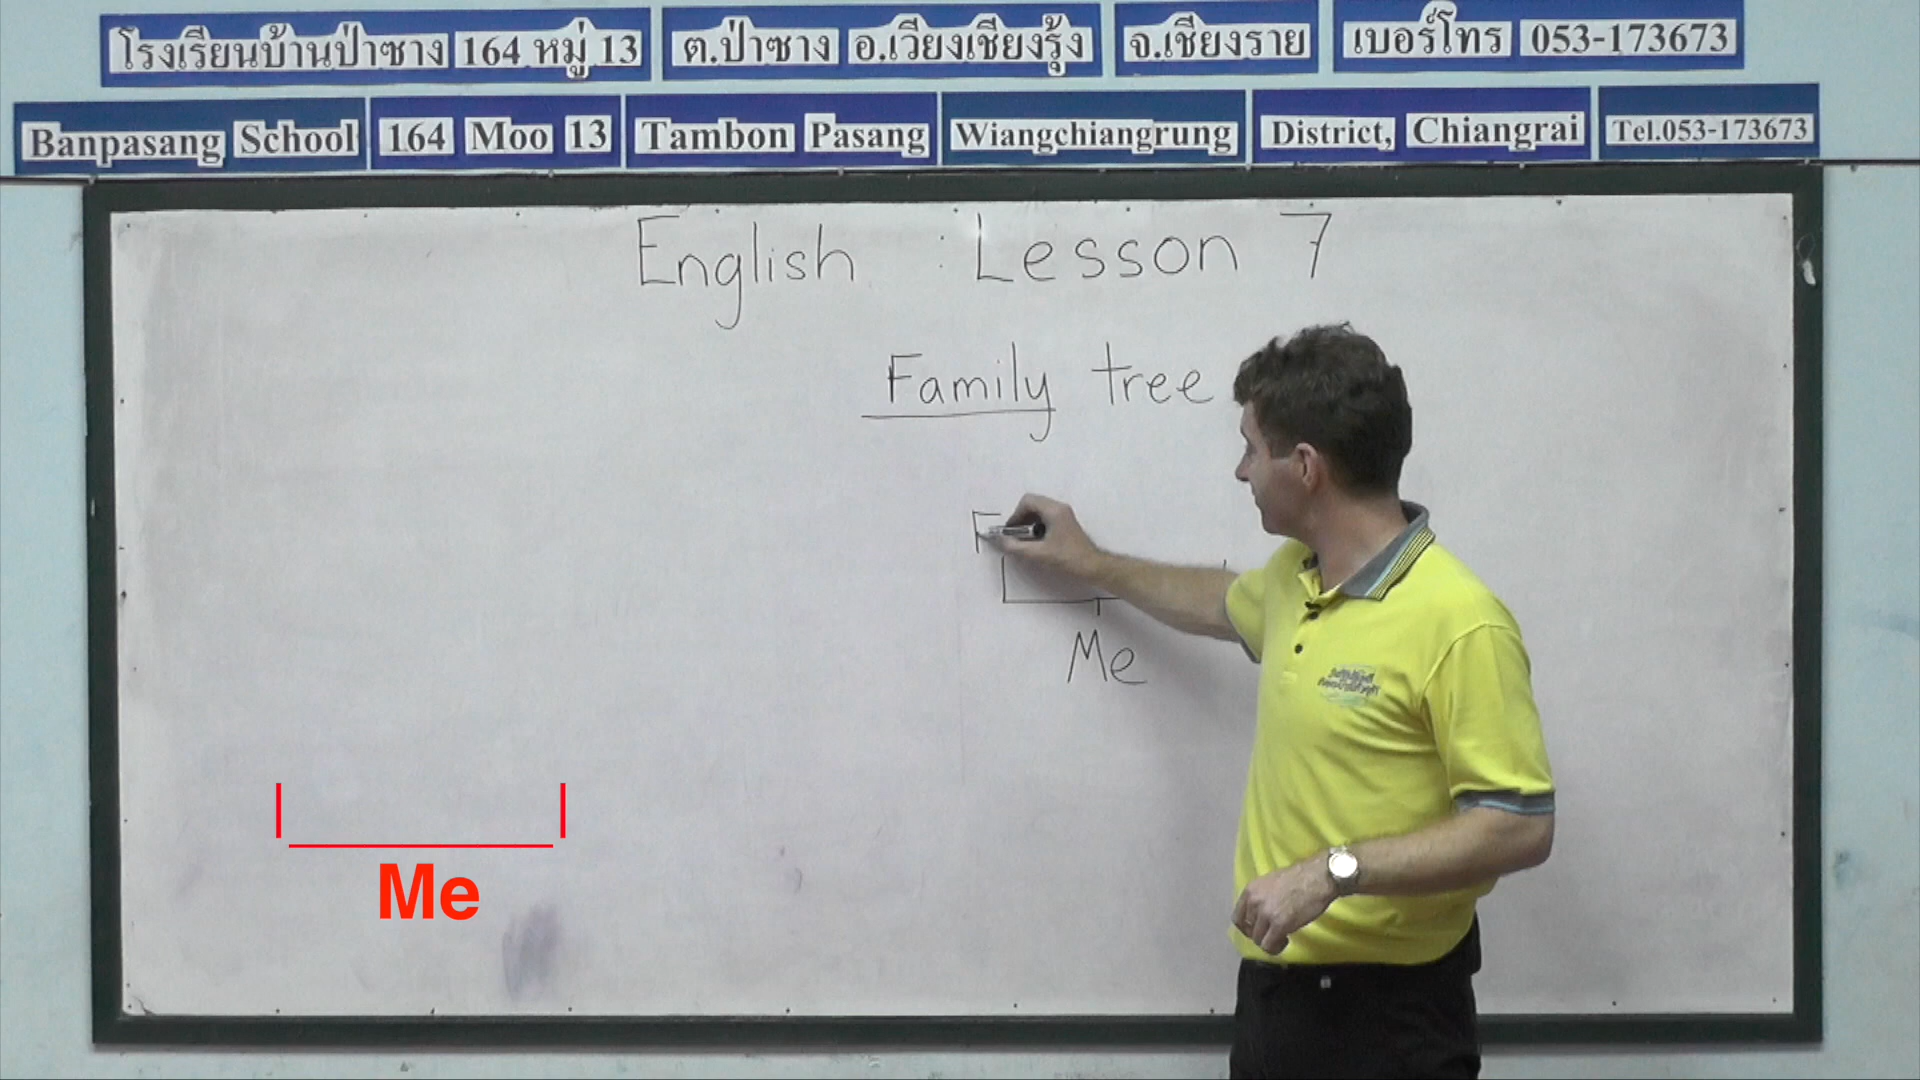 โรงเรียนบ้านป่าซาง 164 หมู่ 13 ต.ป่าซาง อ.เวียงเชียงรุ้ง จ.เชียงราย เบอร์โทร 053-173673
Banpasang School 164 Moo 13 Tambon Pasang Wiangchiangrung District, Chiangrai Tel.053-173673
English : Lesson 7
Family tree
F
Me
Me